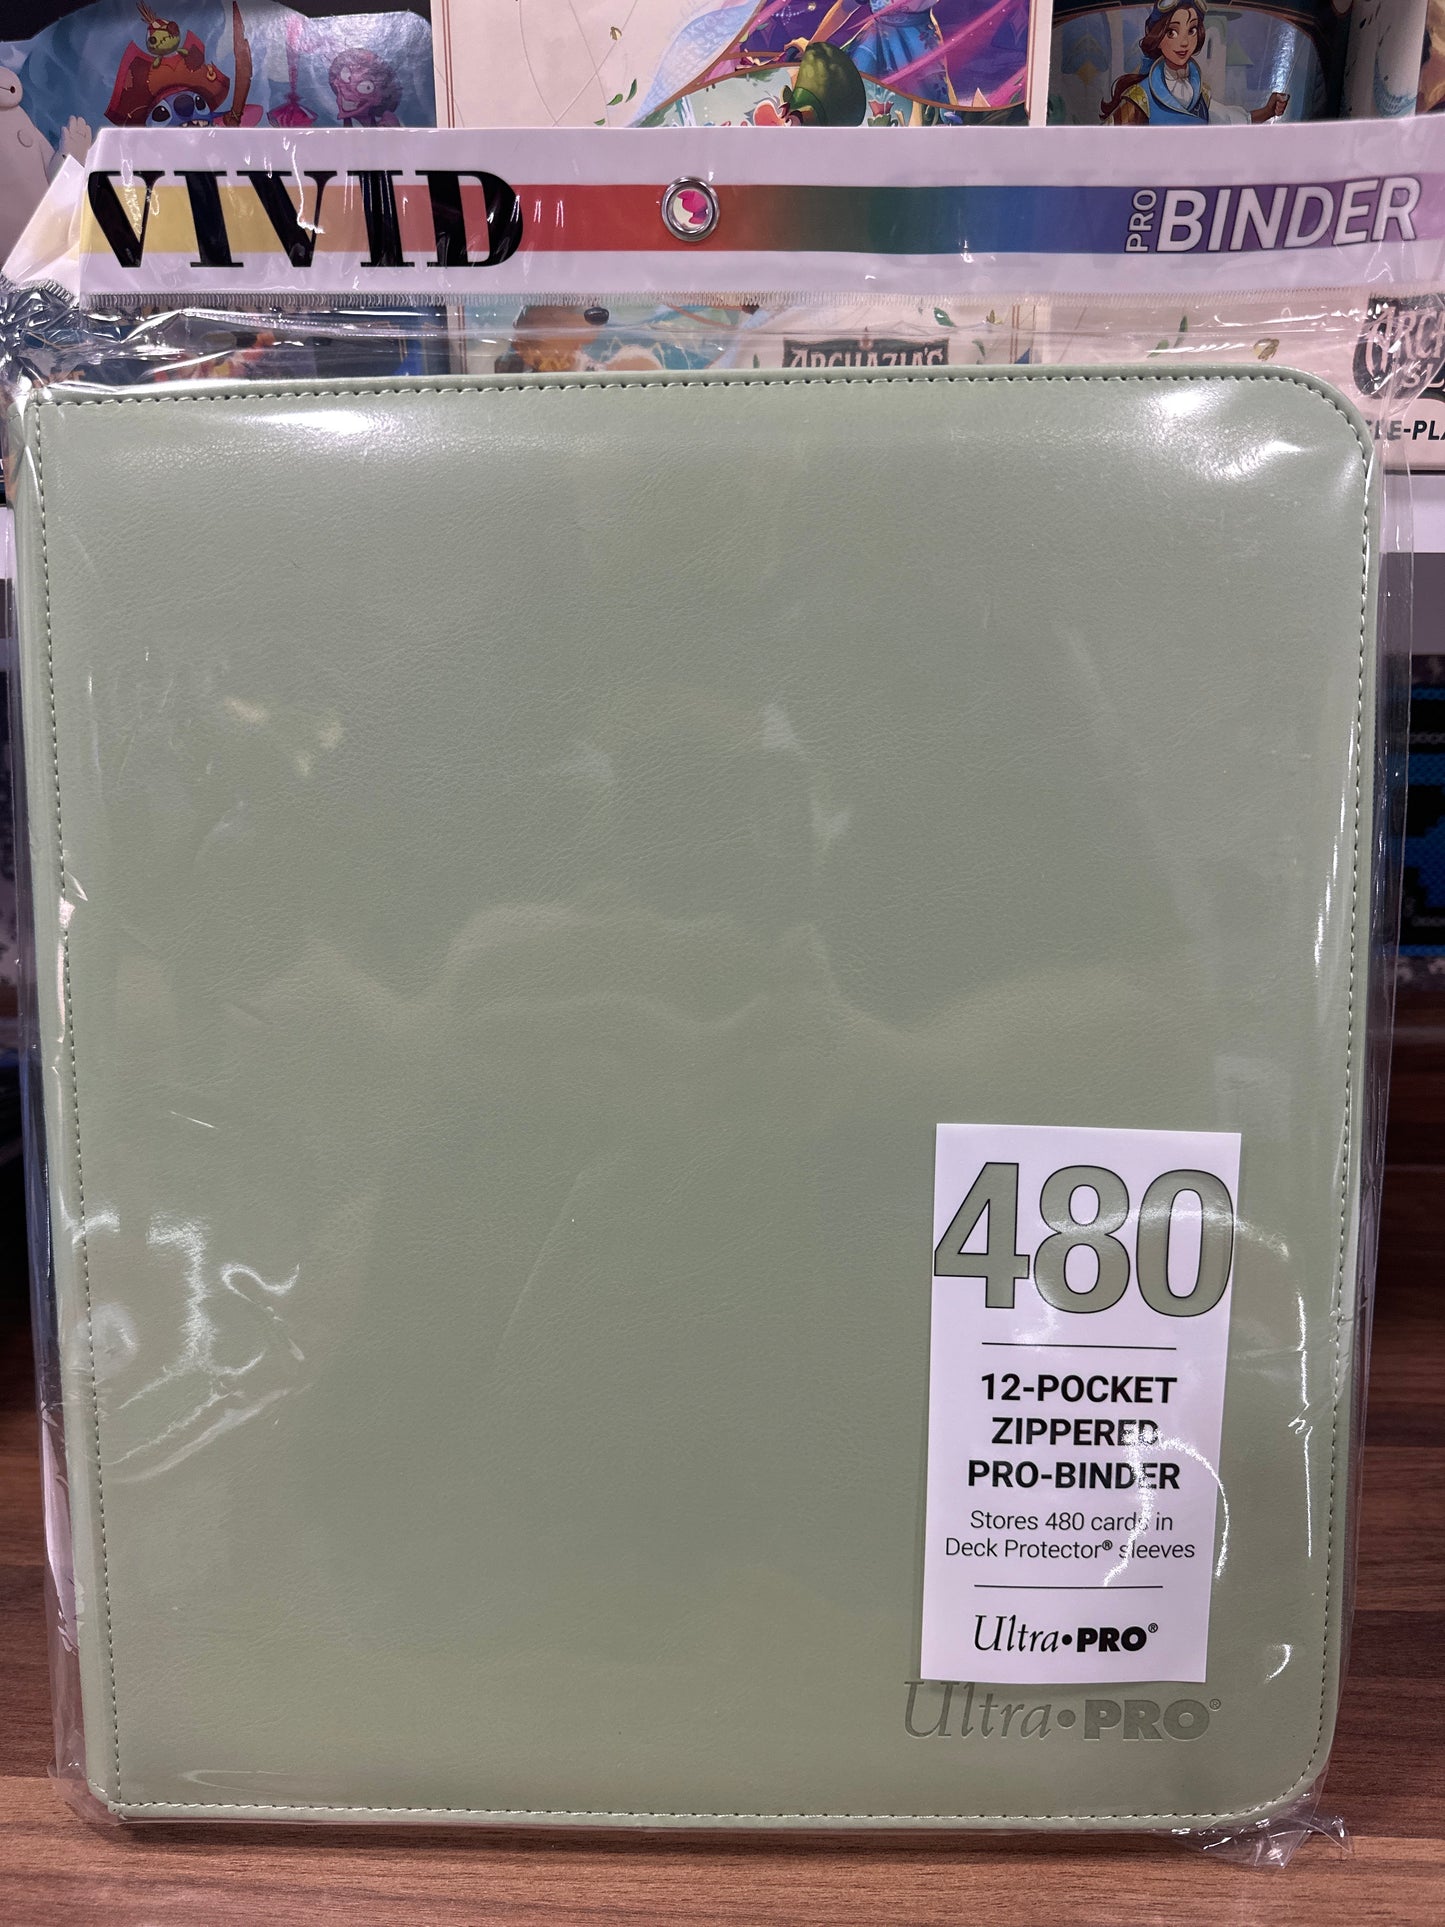 VIVID
PRO BINDER
ARCHAZIA'S
480
12-POCKET
ZIPPERED
PRO-BINDER
Stores 480 cards in
Deck Protector® sleeves
Ultra•PRO®
Ultra•PRO®